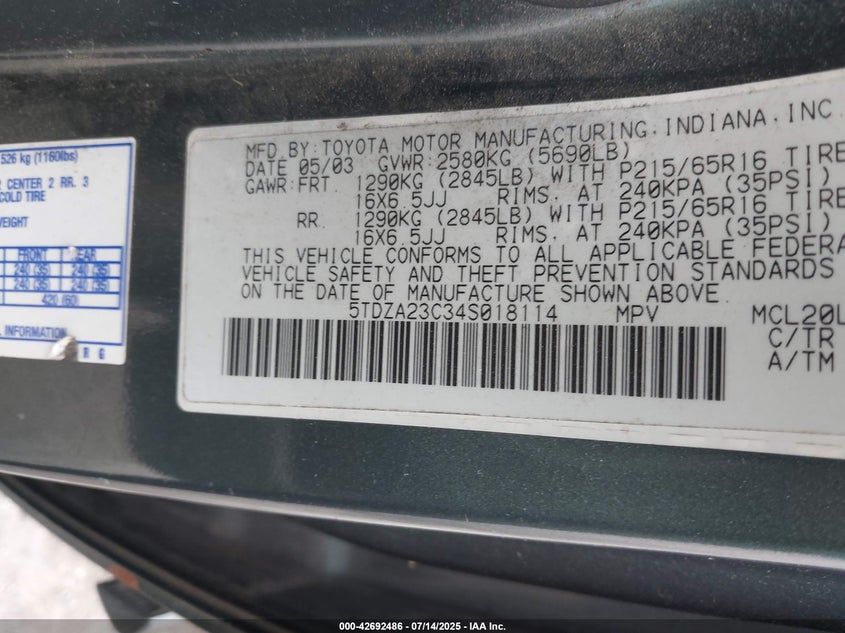 526 kg (1160lbs)
CENTER 2 RR. 3
COLD TIRE
WEIGHT
FRONT REAR
240 (35) 240 (35)
240 (35) 240 (35)
420 (60)
INFORMATION
R 6
MFD. BY: TOYOTA MOTOR MANUFACTURING, INDIANA, INC
DATE 05/03 GVWR: 2580KG (5690LB)
GAWR: FRT 1290KG (2845LB) WITH P215/65R16 TIRE
16X6.5JJ RIMS, AT 240KPA (35PSI)
RR. 1290KG (2845LB) WITH P215/65R16 TIRE
16X6.5JJ RIMS, AT 240KPA (35PSI)
THIS VEHICLE CONFORMS TO ALL APPLICABLE FEDERA
VEHICLE SAFETY AND THEFT PREVENTION STANDARDS
ON THE DATE OF MANUFACTURE SHOWN ABOVE.
5TDZA23C34S018114 MPV MCL20L
C/TR
A/TM
000-42692486 - 07/14/2025 - IAA Inc.